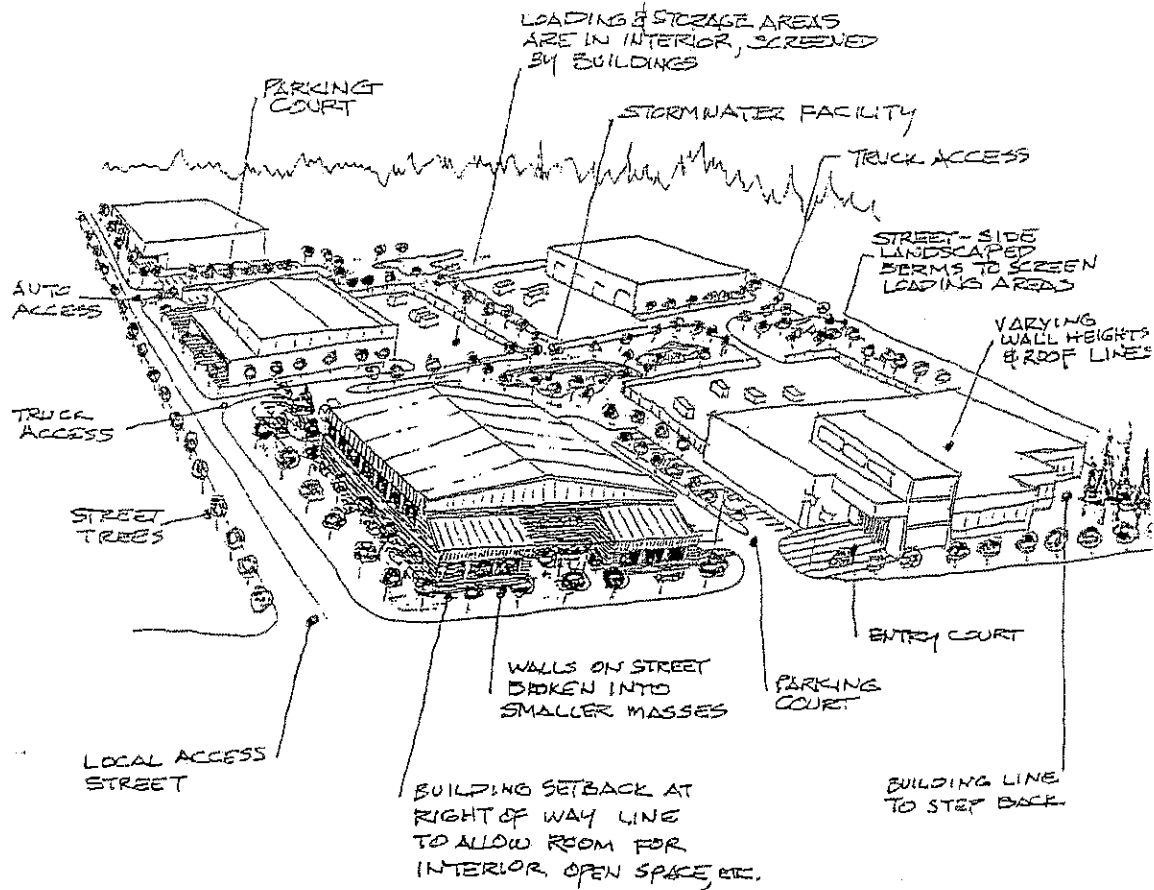 LOADING & STORAGE AREAS
ARE IN INTERIOR, SCREENED
BY BUILDINGS
PARKING
COURT
STORMWATER FACILITY
TRUCK ACCESS
STREET-SIDE
LANDSCAPED
BERMS TO SCREEN
LOADING AREAS
AUTO
ACCESS
VARYING
WALL HEIGHTS
& ROOF LINES
TRUCK
ACCESS
STREET
TREES
ENTRY COURT
WALLS ON STREET
BROKEN INTO
SMALLER MASSES
PARKING
COURT
LOCAL ACCESS
STREET
BUILDING SETBACK AT
RIGHT OF WAY LINE
TO ALLOW ROOM FOR
INTERIOR OPEN SPACE, ETC.
BUILDING LINE
TO STEP BACK